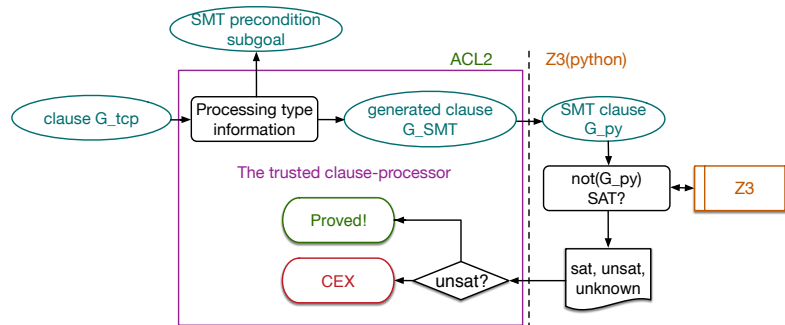 SMT precondition
subgoal
ACL2
Z3(python)
clause G_tcp
Processing type
information
generated clause
G_SMT
SMT clause
G_py
The trusted clause-processor
not(G_py)
SAT?
Z3
Proved!
CEX
unsat?
sat, unsat,
unknown